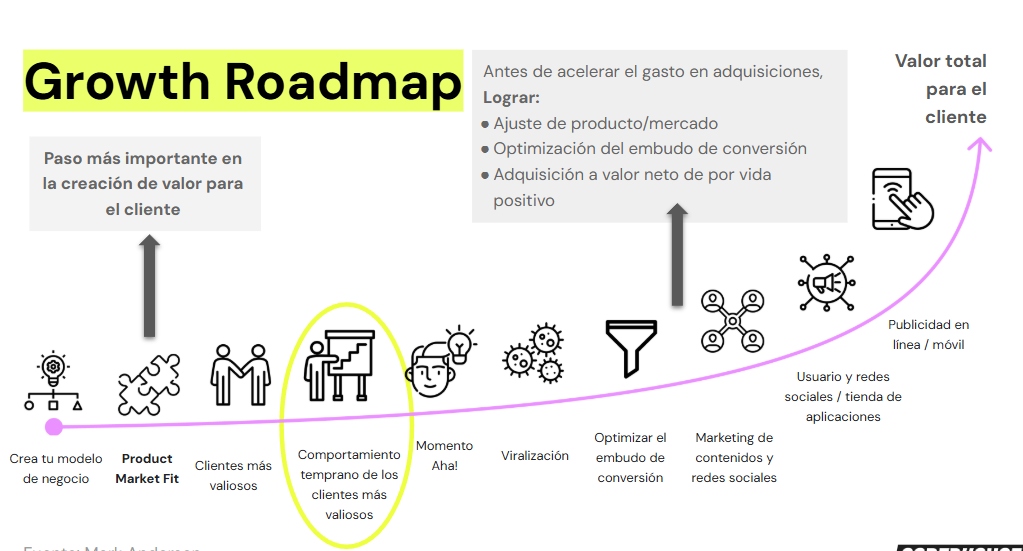 Growth Roadmap
Paso más importante en
la creación de valor para
el cliente
Antes de acelerar el gasto en adquisiciones,
Lograr:
● Ajuste de producto/mercado
● Optimización del embudo de conversión
● Adquisición a valor neto de por vida
positivo
Valor total
para el
cliente
Crea tu modelo
de negocio
Product
Market Fit
Clientes más
valiosos
Comportamiento
temprano de los
clientes más
valiosos
Momento
Aha!
Viralización
Optimizar el
embudo de
conversión
Marketing de
contenidos y
redes sociales
Usuario y redes
sociales / tienda de
aplicaciones
Publicidad en
línea / móvil